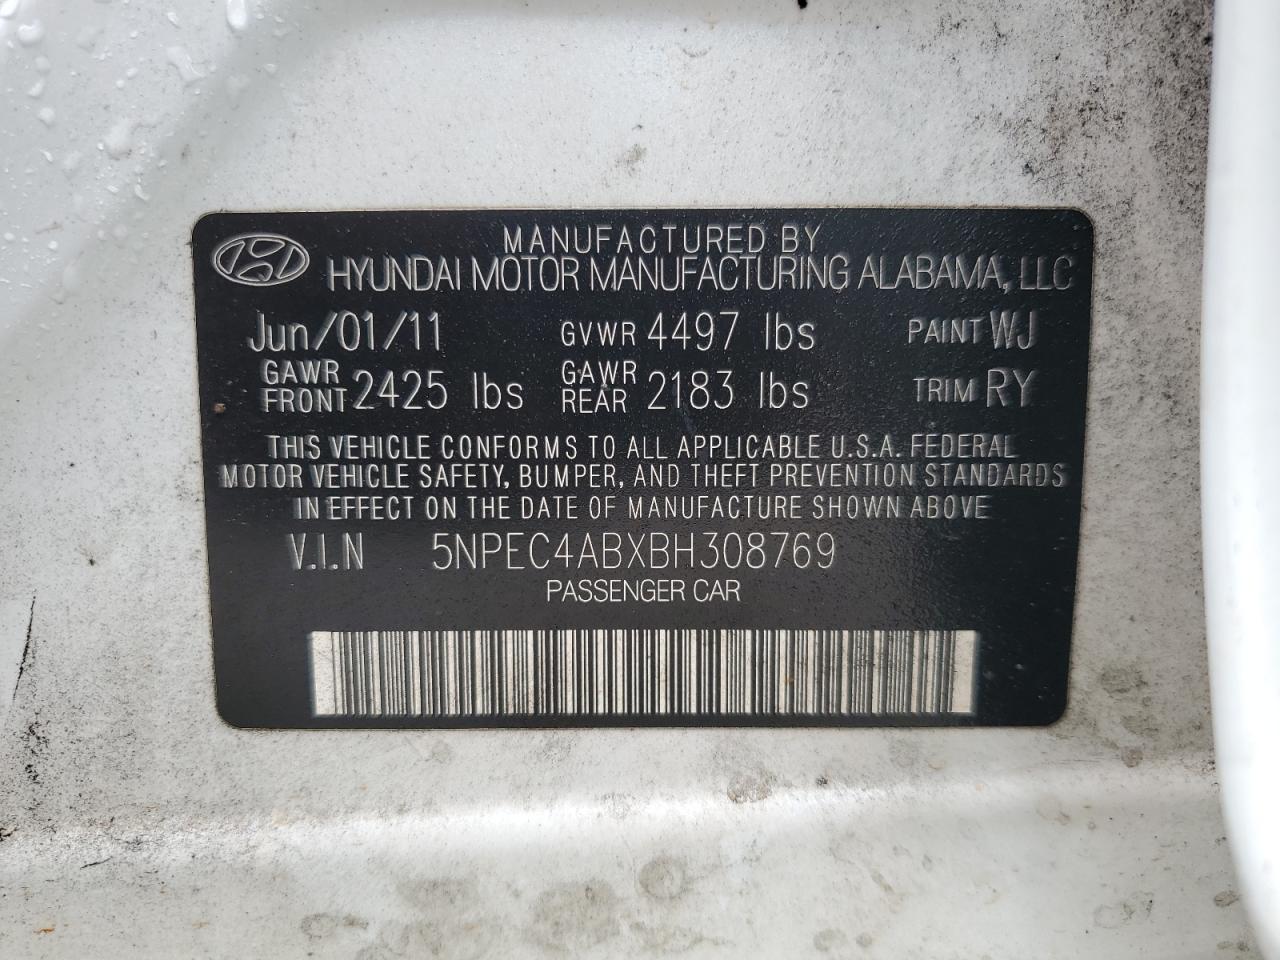 MANUFACTURED BY
HYUNDAI MOTOR MANUFACTURING ALABAMA, LLC
Jun/01/11 GVWR 4497 lbs PAINT WJ
GAWR FRONT 2425 lbs GAWR REAR 2183 lbs TRIM RY
THIS VEHICLE CONFORMS TO ALL APPLICABLE U.S.A. FEDERAL
MOTOR VEHICLE SAFETY, BUMPER, AND THEFT PREVENTION STANDARDS
IN EFFECT ON THE DATE OF MANUFACTURE SHOWN ABOVE
V.I.N 5NPEC4ABXBH308769
PASSENGER CAR